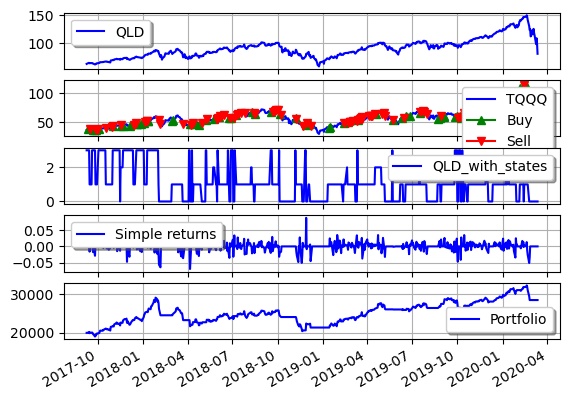 150
QLD
100
100
TQQQ
Buy
50
Sell
QLD_with_states
2
0
0.05
Simple returns
0.00
−0.05
30000
Portfolio
20000
2017-10 2018-01 2018-04 2018-07 2018-10 2019-01 2019-04 2019-07 2019-10 2020-01 2020-04